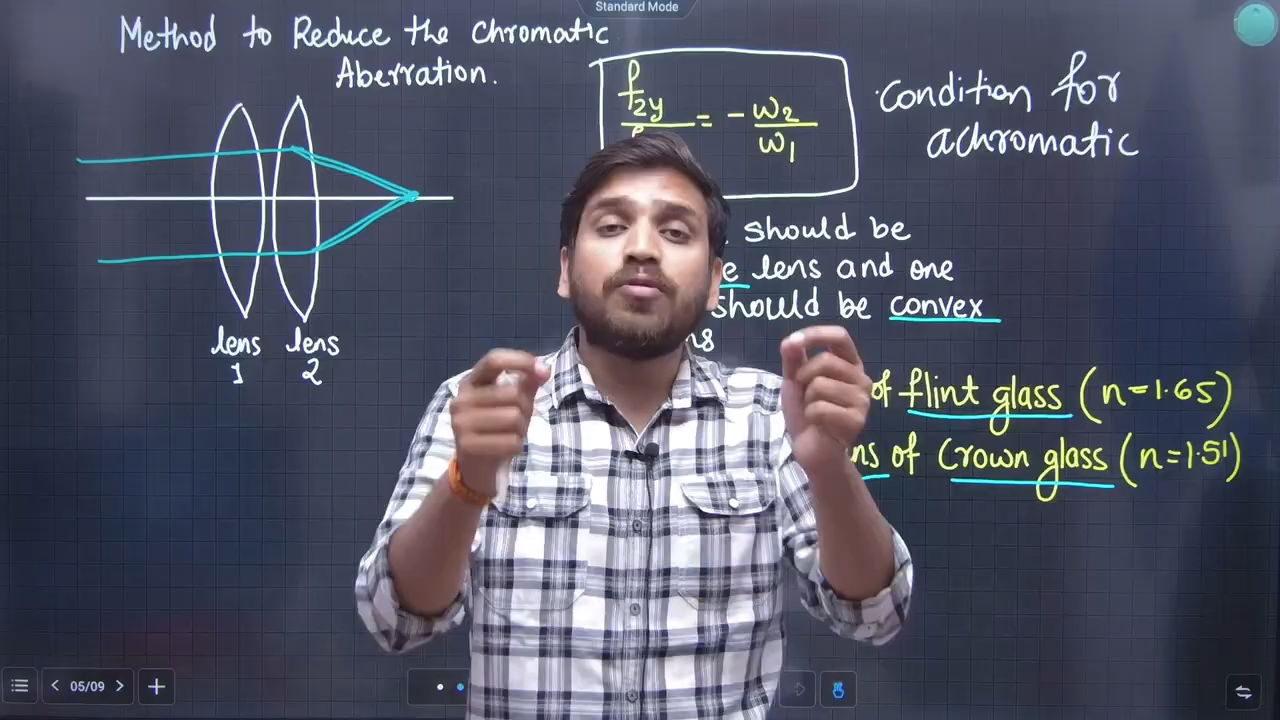 Standard Mode
Method to Reduce the chromatic
Aberration.
f2y = - ω2
ω1
condition for
achromatic
should be
lens and one
should be convex
of flint glass (n=1.65)
of Crown glass (n=1.51)
lens lens
1 2
05/09